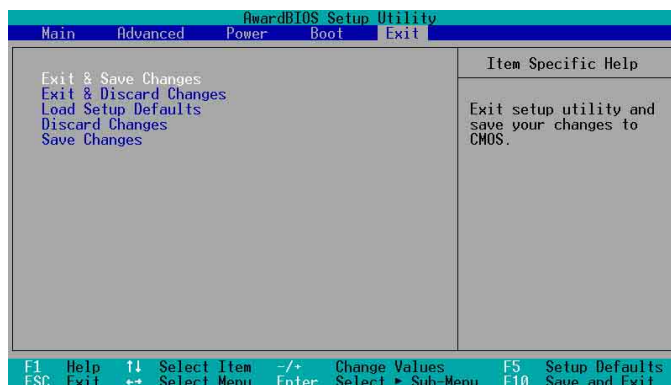 AwardBIOS Setup Utility
Main Advanced Power Boot Exit
Item Specific Help
Exit & Save Changes
Exit & Discard Changes
Load Setup Defaults
Discard Changes
Save Changes
Exit setup utility and
save your changes to
CMOS.
F1 Help ↑↓ Select Item -/+ Change Values F5 Setup Defaults
ESC Exit ←→ Select Menu Enter Select ► Sub-Menu F10 Save and Exits